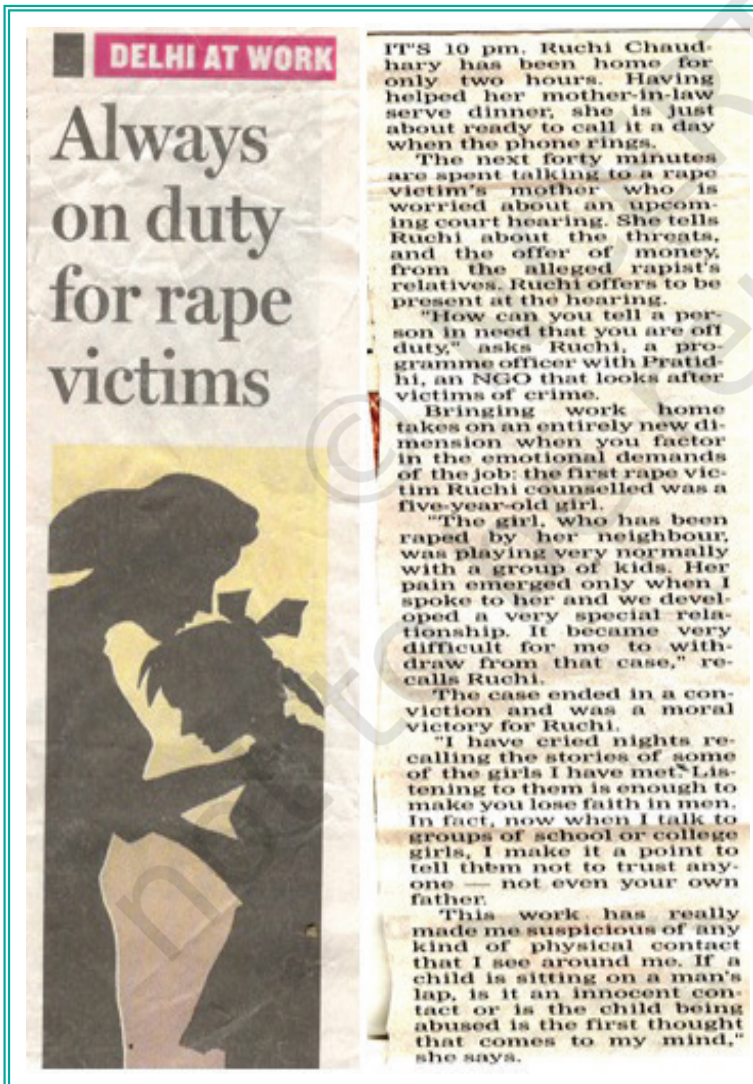 DELHI AT WORK
Always
on duty
for rape
victims
IT'S 10 pm. Ruchi Chaud-
hary has been home for
only two hours. Having
helped her mother-in-law
serve dinner, she is just
about ready to call it a day
when the phone rings.
The next forty minutes
are spent talking to a rape
victim's mother who is
worried about an upcom-
ing court hearing. She tells
Ruchi about the threats,
and the offer of money,
from the alleged rapist's
relatives. Ruchi offers to be
present at the hearing.
"How can you tell a per-
son in need that you are off
duty," asks Ruchi, a pro-
gramme officer with Pratid-
hi, an NGO that looks after
victims of crime.
Bringing work home
takes on an entirely new di-
mension when you factor
in the emotional demands
of the job: the first rape vic-
tim Ruchi counselled was a
five-year-old girl.
"The girl, who has been
raped by her neighbour,
was playing very normally
with a group of kids. Her
pain emerged only when I
spoke to her and we devel-
oped a very special rela-
tionship. It became very
difficult for me to with-
draw from that case," re-
calls Ruchi.
The case ended in a con-
viction and was a moral
victory for Ruchi.
"I have cried nights re-
calling the stories of some
of the girls I have met. Lis-
tening to them is enough to
make you lose faith in men.
In fact, now when I talk to
groups of school or college
girls, I make it a point to
tell them not to trust any-
one — not even your own
father.
This work has really
made me suspicious of any
kind of physical contact
that I see around me. If a
child is sitting on a man's
lap, is it an innocent con-
tact or is the child being
abused is the first thought
that comes to my mind,"
she says.